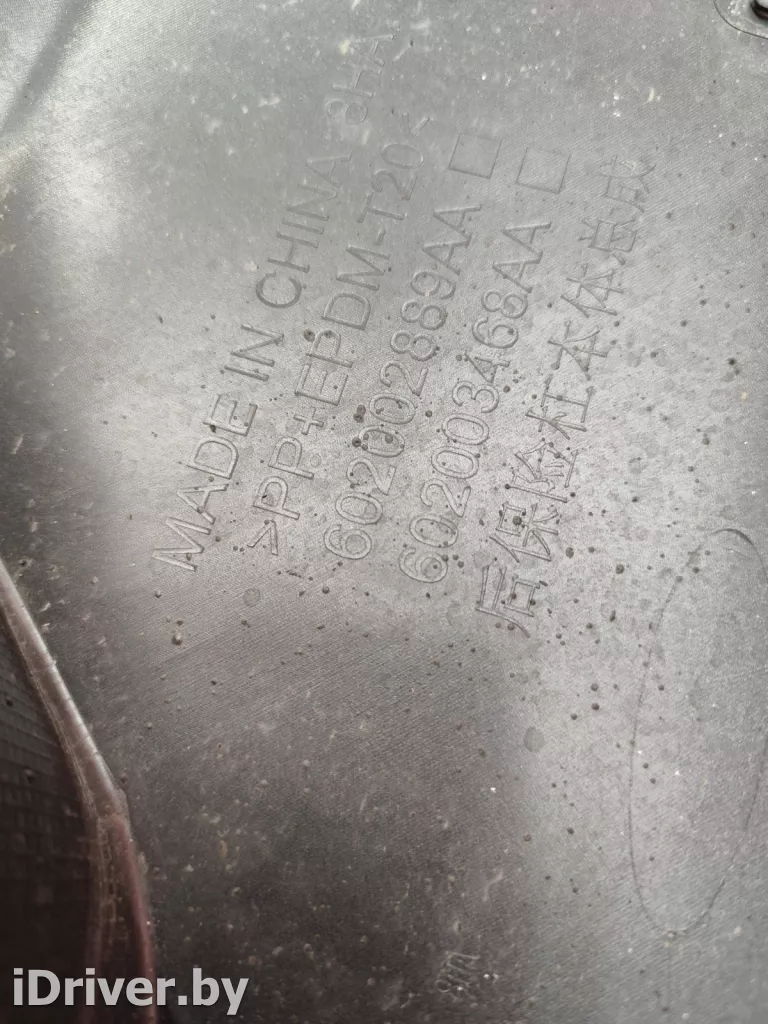 MADE IN CHINA
>PP+EPDM-T20<
602002889AA □
602003468AA □
后保险杠本体总成
iDriver.by